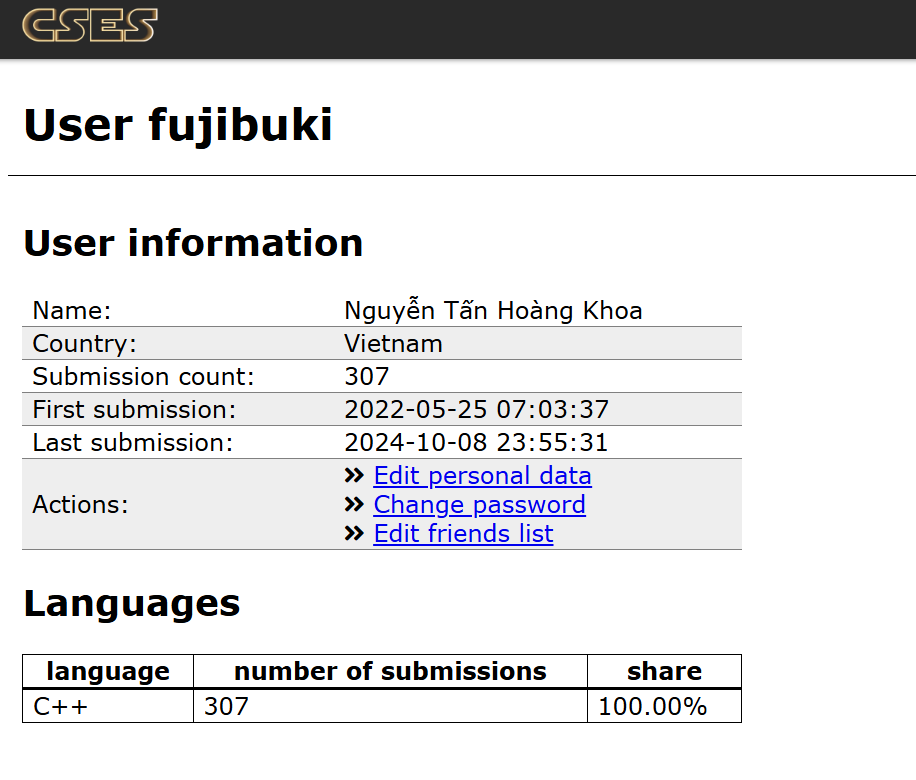 CSES
User fujibuki
User information
Name: Nguyễn Tấn Hoàng Khoa
Country: Vietnam
Submission count: 307
First submission: 2022-05-25 07:03:37
Last submission: 2024-10-08 23:55:31
Actions:
» Edit personal data
» Change password
» Edit friends list
Languages
language number of submissions share
C++ 307 100.00%